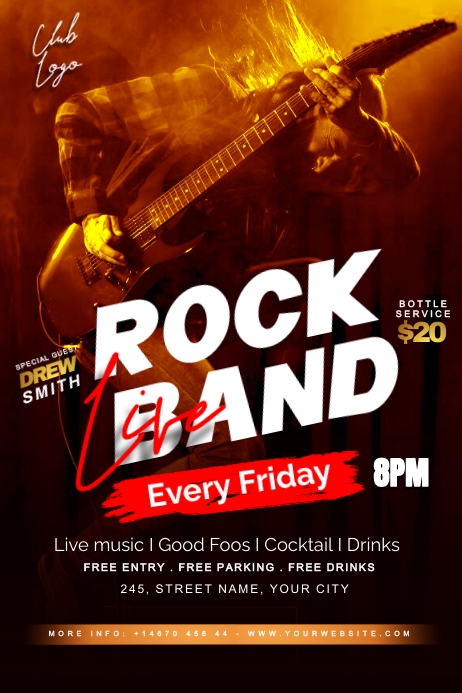 Club
Logo
ROCK
BAND
Live
BOTTLE
SERVICE
$20
SPECIAL GUEST
DREW
SMITH
Every Friday
8PM
Live music I Good Foos I Cocktail I Drinks
FREE ENTRY . FREE PARKING . FREE DRINKS
245, STREET NAME, YOUR CITY
MORE INFO: +14670 456 44 - WWW.YOURWEBSITE.COM